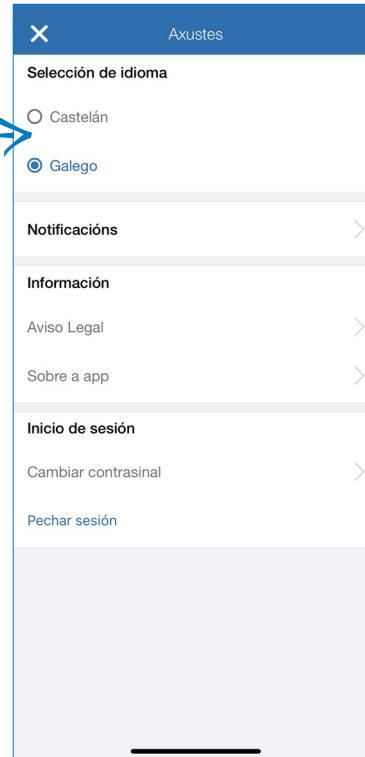 Axustes
Selección de idioma
Castelán
Galego
Notificacións
Información
Aviso Legal
Sobre a app
Inicio de sesión
Cambiar contrasinal
Pechar sesión